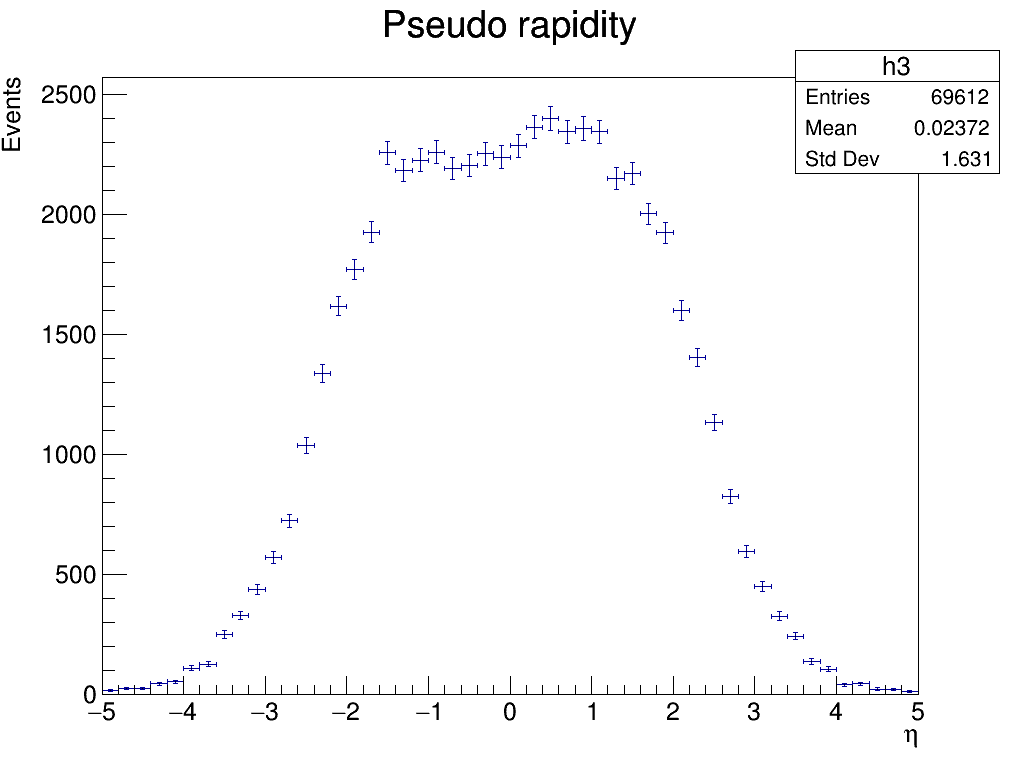 Pseudo rapidity
h3
Entries 69612
Mean 0.02372
Std Dev 1.631
Events
2500
2000
1500
1000
500
0
−5 −4 −3 −2 −1 0 1 2 3 4 5
η